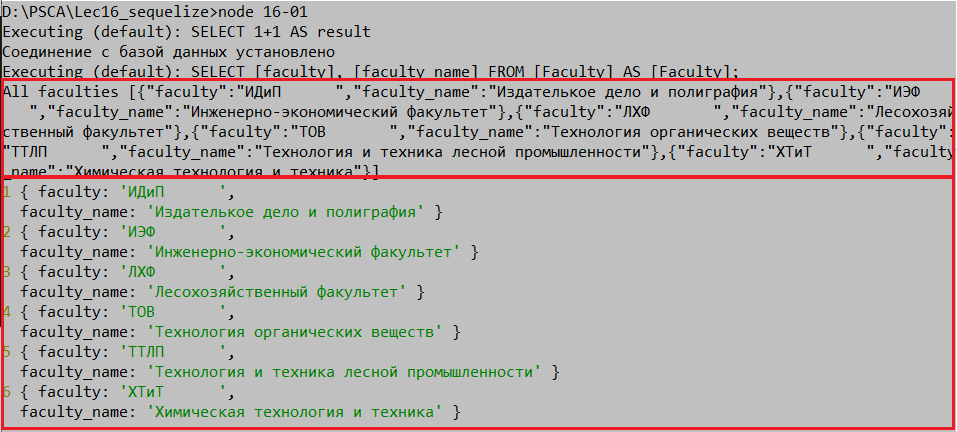 D:\PSCA\Lec16_sequelize>node 16-01
Executing (default): SELECT 1+1 AS result
Соединение с базой данных установлено
Executing (default): SELECT [faculty], [faculty_name] FROM [Faculty] AS [Faculty];
All faculties [{"faculty":"ИДиП      ","faculty_name":"Издателькое дело и полиграфия"},{"faculty":"ИЭФ
   ","faculty_name":"Инженерно-экономический факультет"},{"faculty":"ЛХФ       ","faculty_name":"Лесохозяй
ственный факультет"},{"faculty":"ТОВ       ","faculty_name":"Технология органических веществ"},{"faculty":
"ТТЛП      ","faculty_name":"Технология и техника лесной промышленности"},{"faculty":"ХТиТ      ","faculty
_name":"Химическая технология и техника"}]
1 { faculty: 'ИДиП      ',
  faculty_name: 'Издателькое дело и полиграфия' }
2 { faculty: 'ИЭФ       ',
  faculty_name: 'Инженерно-экономический факультет' }
3 { faculty: 'ЛХФ       ',
  faculty_name: 'Лесохозяйственный факультет' }
4 { faculty: 'ТОВ       ',
  faculty_name: 'Технология органических веществ' }
5 { faculty: 'ТТЛП      ',
  faculty_name: 'Технология и техника лесной промышленности' }
6 { faculty: 'ХТиТ      ',
  faculty_name: 'Химическая технология и техника' }